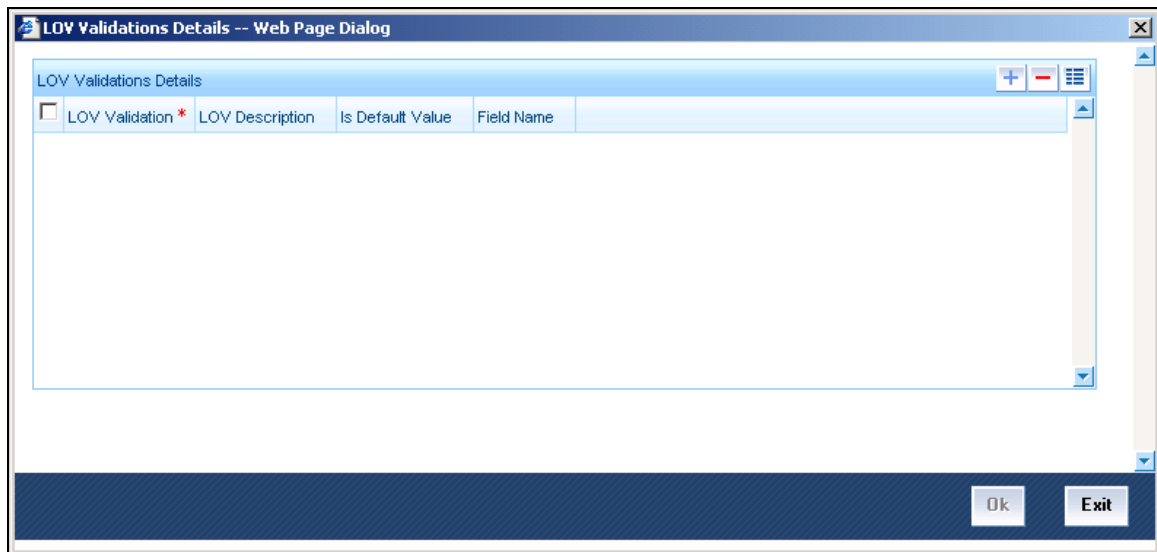 LOV Validations Details -- Web Page Dialog
LOV Validations Details
LOV Validation * LOV Description Is Default Value Field Name
Ok Exit